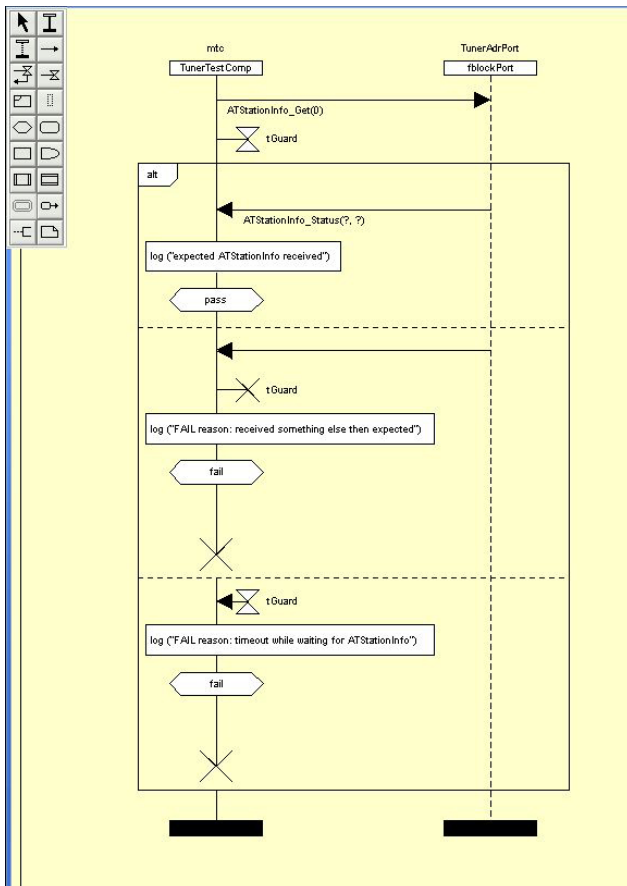 mtc
TunerAdrPort
TunerTestComp
fblockPort
ATStationInfo_Get(0)
tGuard
alt
ATStationInfo_Status(?, ?)
log ("expected ATStationInfo received")
pass
tGuard
log ("FAIL reason: received something else then expected")
fail
tGuard
log ("FAIL reason: timeout while waiting for ATStationInfo")
fail